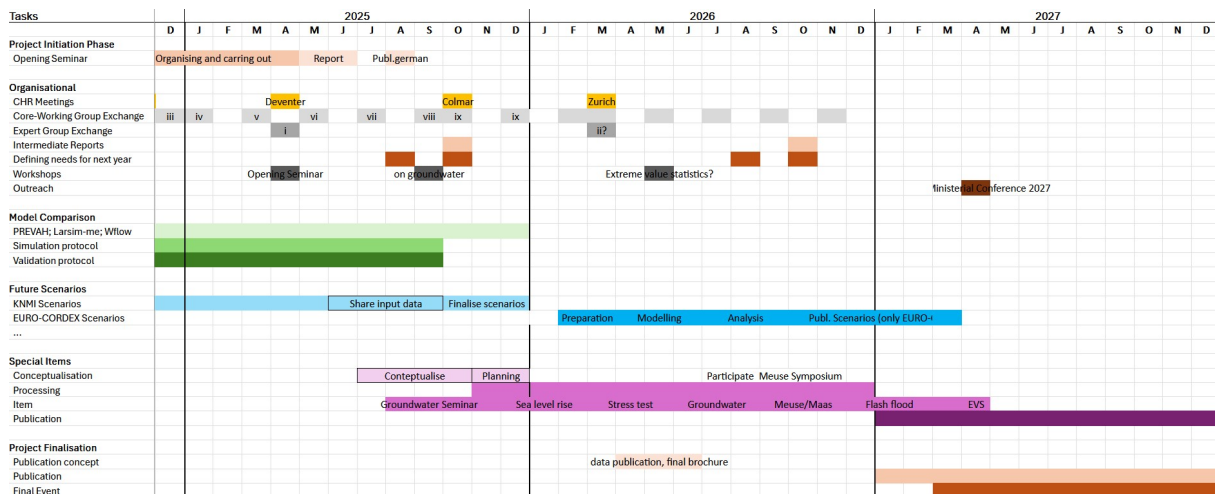 Tasks 2025 2026 2027
D J F M A M J J A S O N D J F M A M J J A S O N D J F M A M J J A S O N D
Project Initiation Phase
Opening Seminar Organising and carring out Report Publ.german
Organisational
CHR Meetings Deventer Colmar Zurich
Core-Working Group Exchange iii iv v vi vii viii ix ix
Expert Group Exchange i ii?
Intermediate Reports
Defining needs for next year
Workshops Opening Seminar on groundwater Extreme value statistics?
Outreach Ministerial Conference 2027
Model Comparison
PREVAH; Larsim-me; Wflow
Simulation protocol
Validation protocol
Future Scenarios
KNMI Scenarios Share input data Finalise scenarios
EURO-CORDEX Scenarios Preparation Modelling Analysis Publ. Scenarios (only EURO-
...
Special Items
Conceptualisation Conteptualise Planning Participate Meuse Symposium
Processing
Item Groundwater Seminar Sea level rise Stress test Groundwater Meuse/Maas Flash flood EVS
Publication
Project Finalisation
Publication concept data publication, final brochure
Publication
Final Event